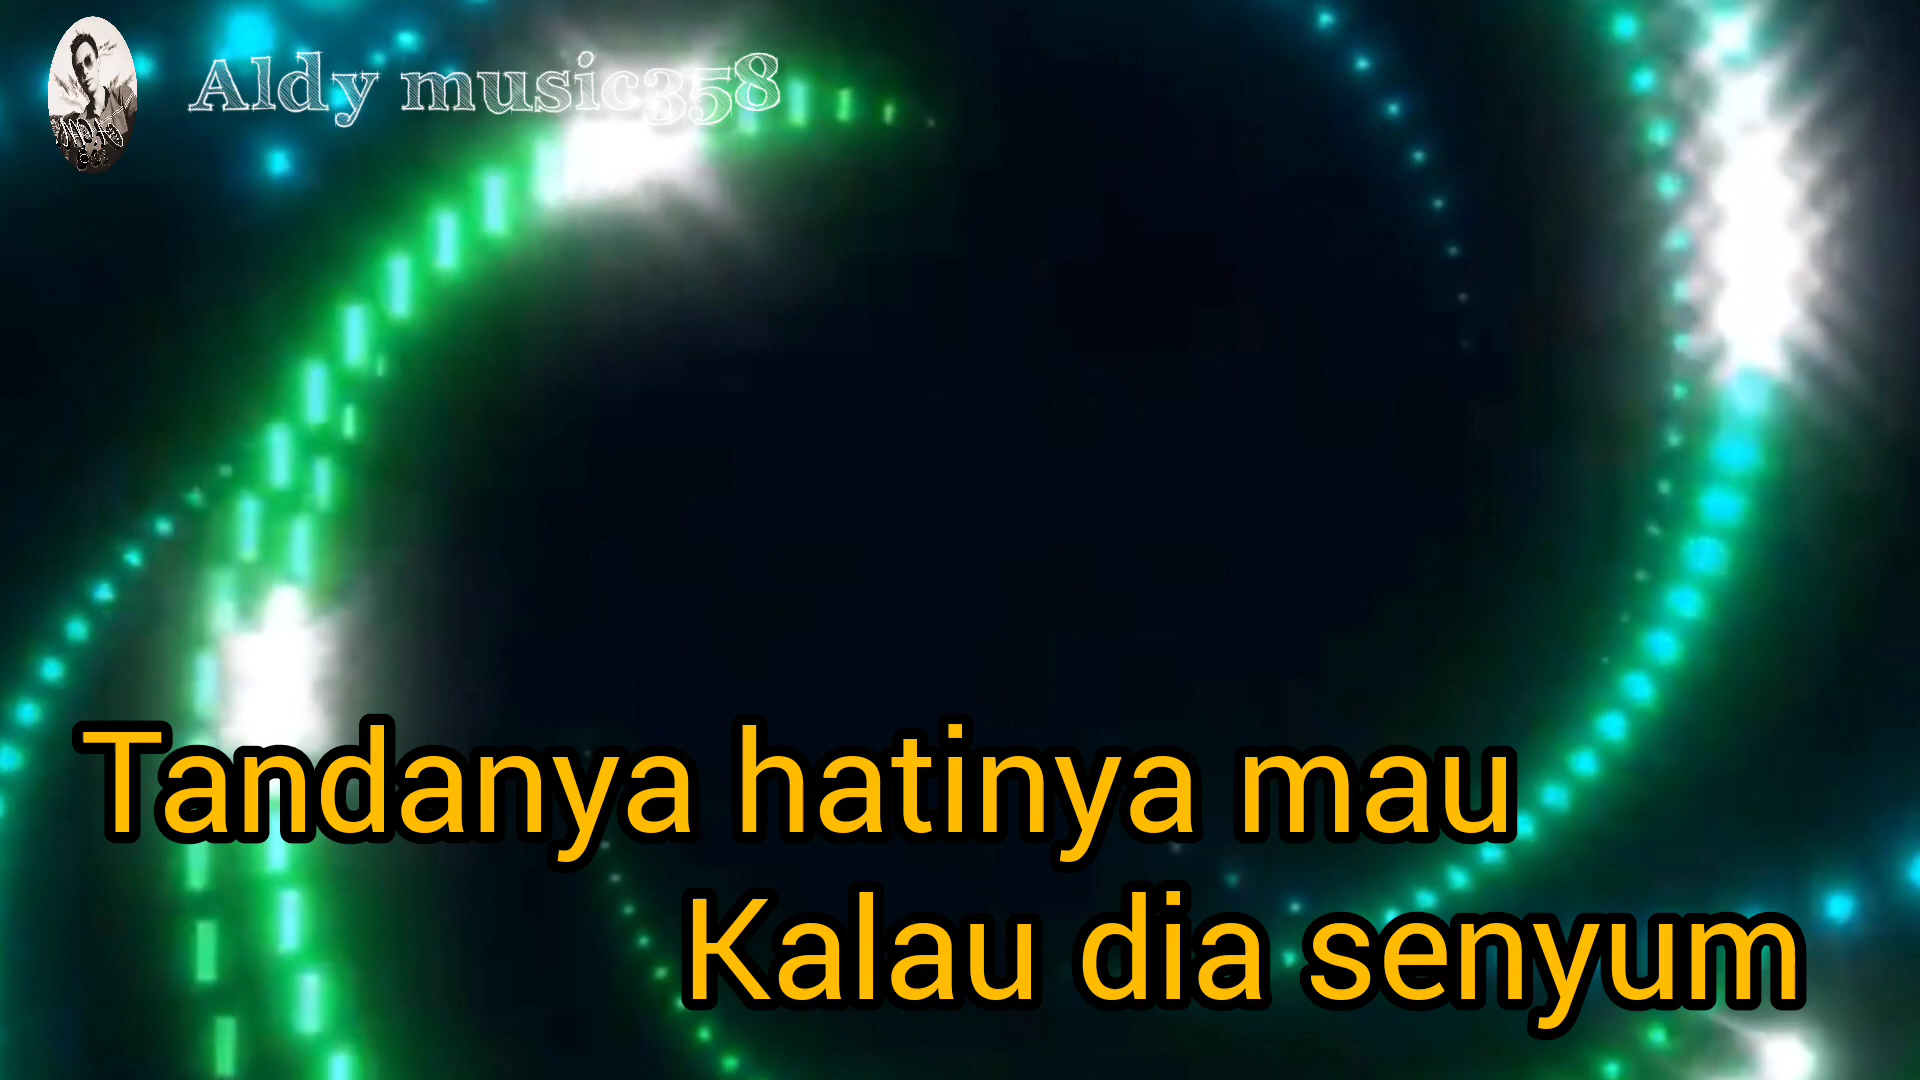 Aldy music358
Tandanya hatinya mau
Kalau dia senyum